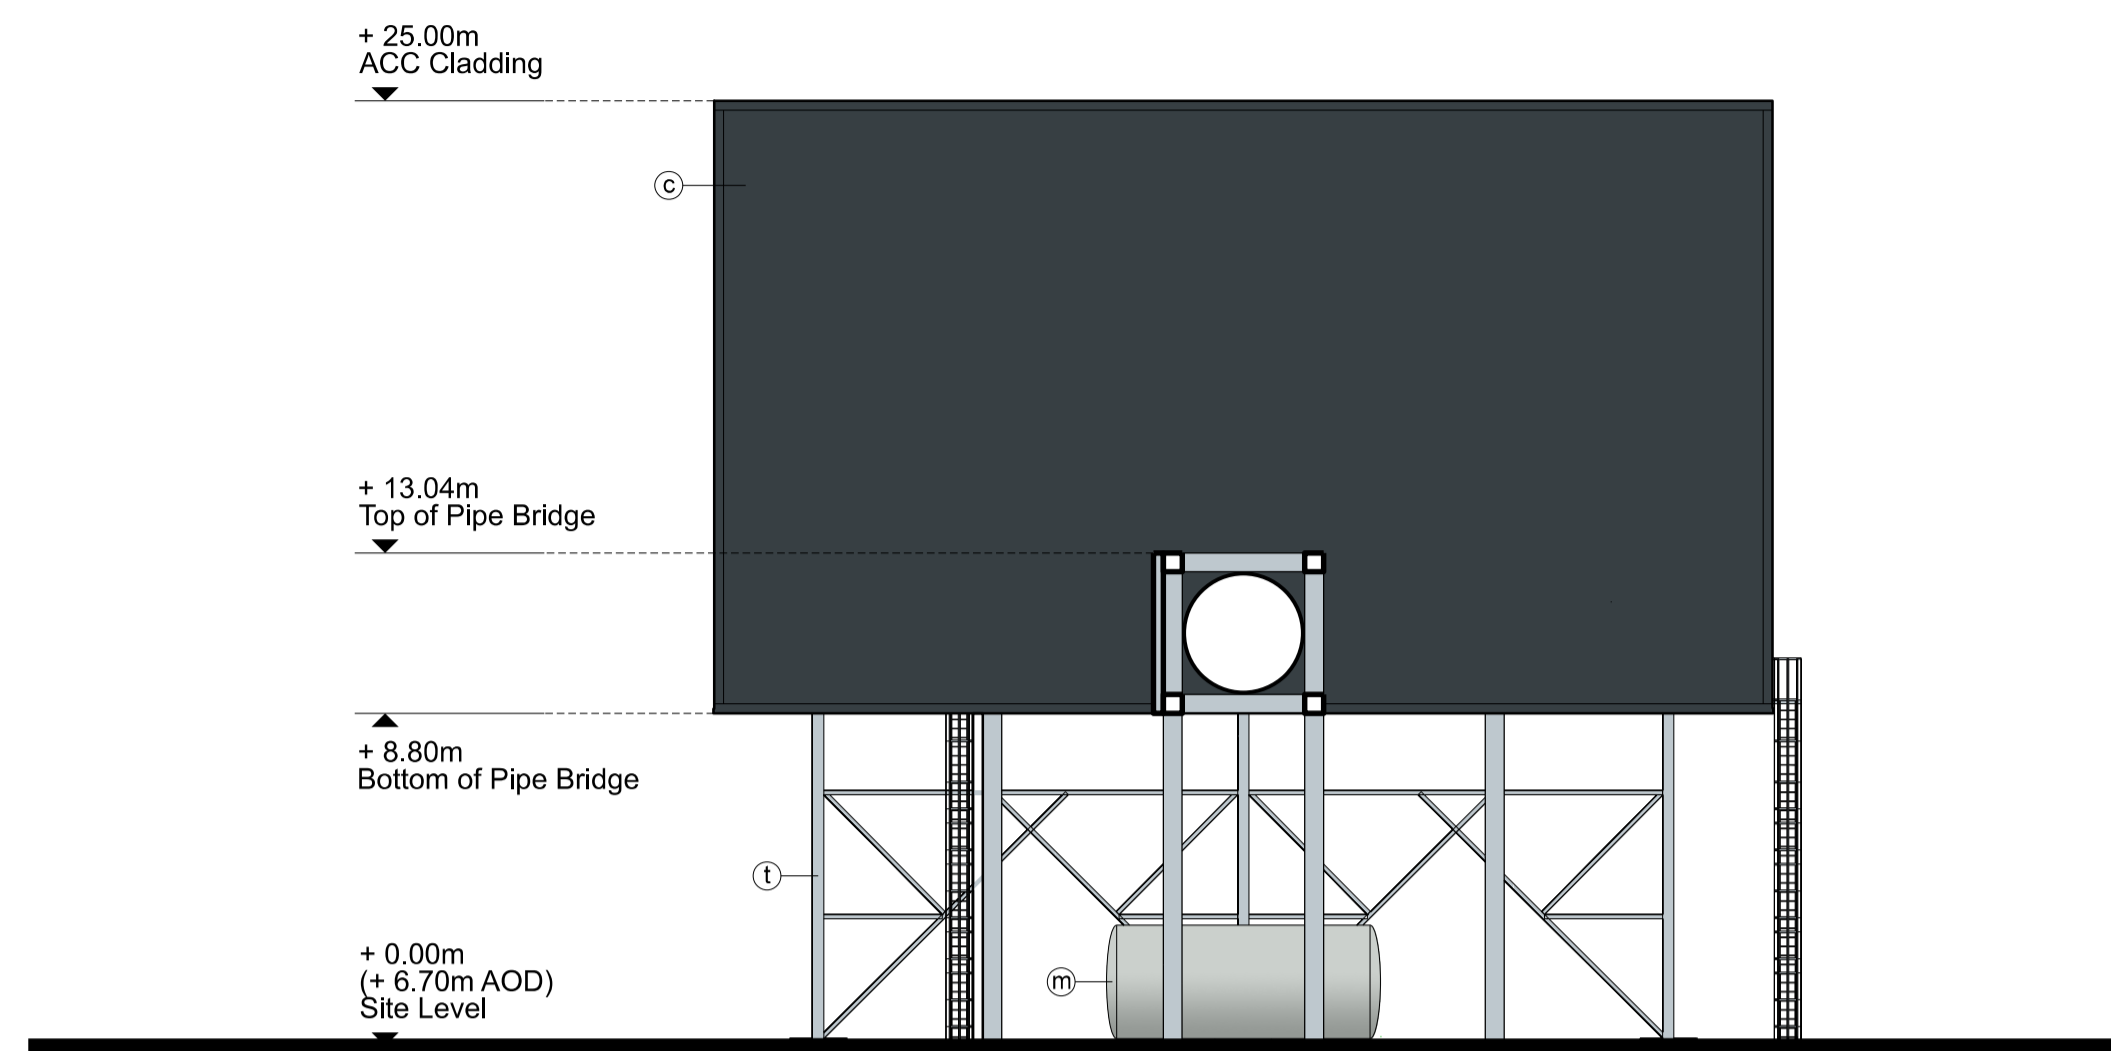 + 25.00m
ACC Cladding
c
+ 13.04m
Top of Pipe Bridge
+ 8.80m
Bottom of Pipe Bridge
t
+ 0.00m
(+ 6.70m AOD)
Site Level
m